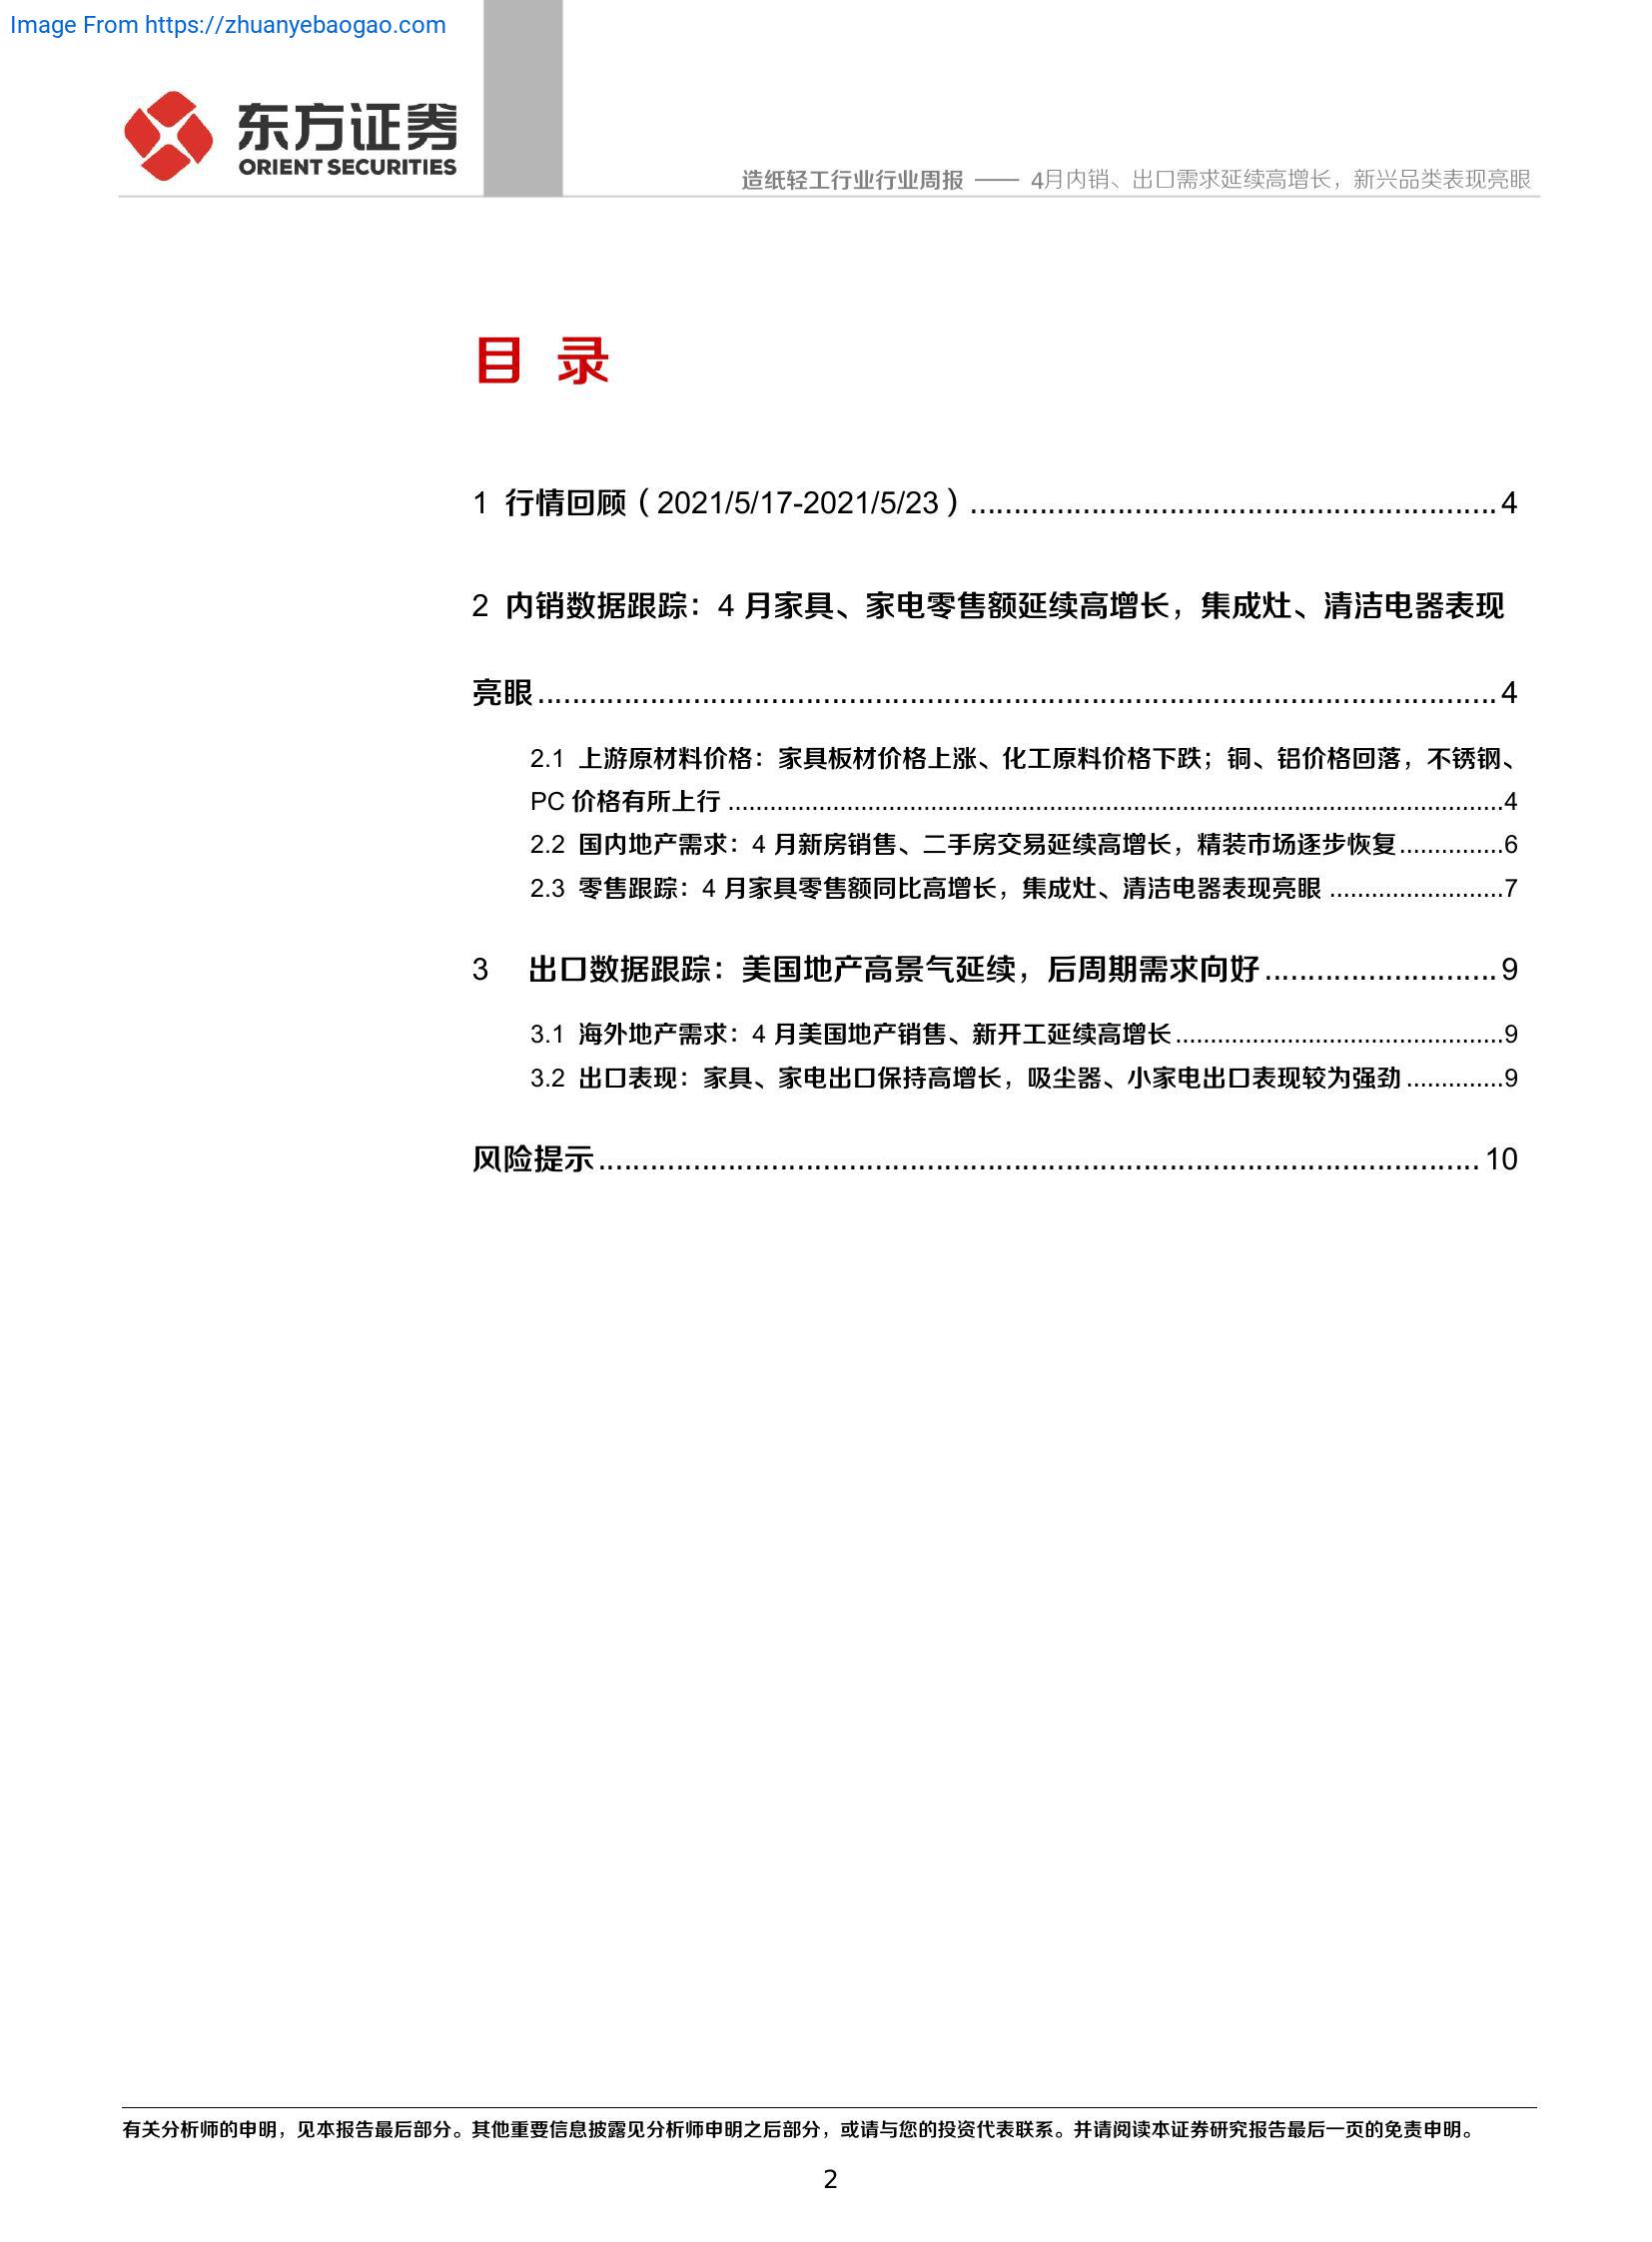 Image From https://zhuanyebaogao.com
东方证券
ORIENT SECURITIES
造纸轻工行业行业周报 —— 4月内销、出口需求延续高增长，新兴品类表现亮眼
目 录
1 行情回顾（2021/5/17-2021/5/23）............................................................4
2 内销数据跟踪：4 月家具、家电零售额延续高增长，集成灶、清洁电器表现
亮眼..............................................................................................................4
2.1 上游原材料价格：家具板材价格上涨、化工原料价格下跌；铜、铝价格回落，不锈钢、
PC 价格有所上行 ...............................................................................................................4
2.2 国内地产需求：4 月新房销售、二手房交易延续高增长，精装市场逐步恢复...............6
2.3 零售跟踪：4 月家具零售额同比高增长，集成灶、清洁电器表现亮眼 .........................7
3 出口数据跟踪：美国地产高景气延续，后周期需求向好...........................9
3.1 海外地产需求：4 月美国地产销售、新开工延续高增长...............................................9
3.2 出口表现：家具、家电出口保持高增长，吸尘器、小家电出口表现较为强劲..............9
风险提示.....................................................................................................10
有关分析师的申明，见本报告最后部分。其他重要信息披露见分析师申明之后部分，或请与您的投资代表联系。并请阅读本证券研究报告最后一页的免责申明。
2